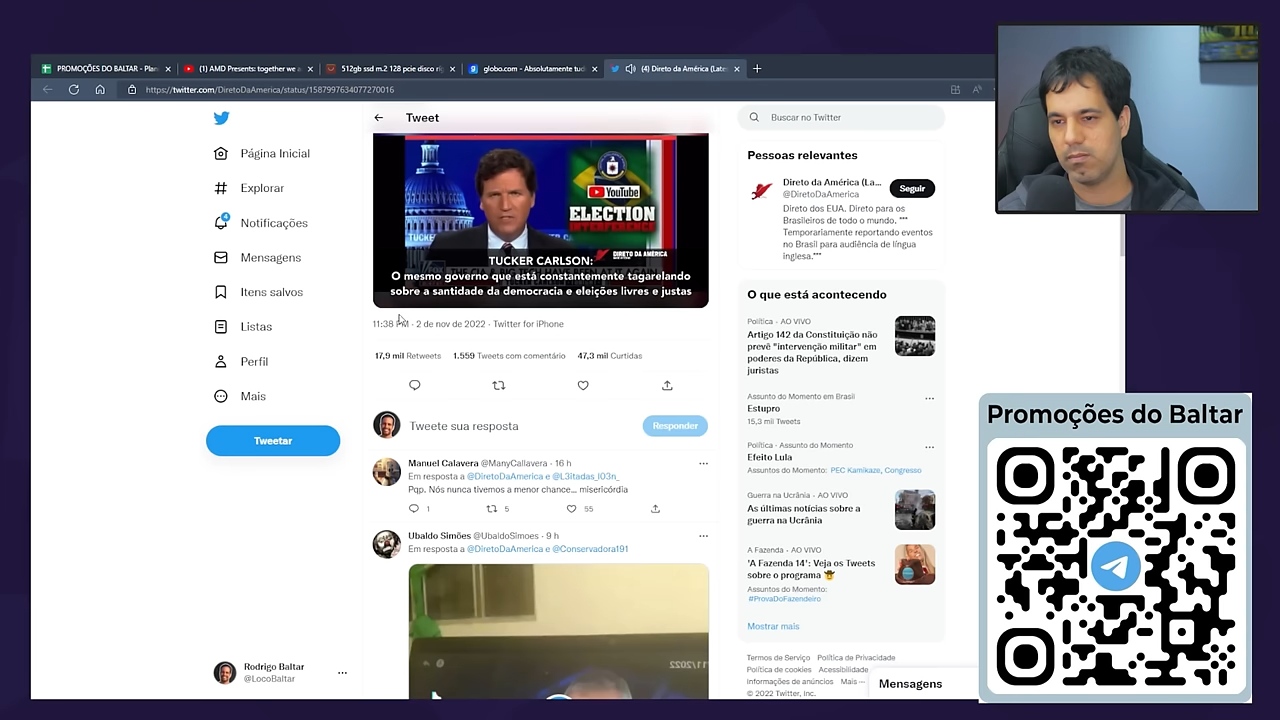 PROMOÇÕES DO BALTAR - Plan
(1) AMD Presents: together we a
512gb ssd m.2 128 pcie disco ri
globo.com - Absolutamente tud
(4) Direto da América (Late
https://twitter.com/DiretoDaAmerica/status/1587997634077270016
Página Inicial
Explorar
4
Notificações
Mensagens
Itens salvos
Listas
Perfil
Mais
Tweetar
Rodrigo Baltar
@LocoBaltar
Tweet
TUCKER
YouTube
ELECTION
INTERFERENCE
DIRETO DA AMÉRICA
TUCKER CARLSON:
O mesmo governo que está constantemente tagarelando
sobre a santidade da democracia e eleições livres e justas
11:38 PM · 2 de nov de 2022 · Twitter for iPhone
17,9 mil Retweets 1.559 Tweets com comentário 47,3 mil Curtidas
Tweete sua resposta
Responder
Manuel Calavera @ManyCallavera · 16 h
Em resposta a @DiretoDaAmerica e @L3itadas_l03n_
Pqp. Nós nunca tivemos a menor chance... misericórdia
1 5 55
Ubaldo Simões @UbaldoSimoes · 9 h
Em resposta a @DiretoDaAmerica e @Conservadora191
Buscar no Twitter
Pessoas relevantes
Direto da América (La...
@DiretoDaAmerica
Seguir
Direto dos EUA. Direto para os
Brasileiros de todo o mundo. ***
Temporariamente reportando eventos
no Brasil para audiência de língua
inglesa.***
O que está acontecendo
Política · AO VIVO
Artigo 142 da Constituição não
prevê "intervenção militar" em
poderes da República, dizem
juristas
Assunto do Momento em Brasil
Estupro
15,3 mil Tweets
Política · Assunto do Momento
Efeito Lula
Assuntos do Momento: PEC Kamikaze, Congresso
Guerra na Ucrânia · AO VIVO
As últimas notícias sobre a
guerra na Ucrânia
A Fazenda · AO VIVO
'A Fazenda 14': Veja os Tweets
sobre o programa 🤠
Assuntos do Momento:
#ProvaDoFazendeiro
Mostrar mais
Termos de Serviço Política de Privacidade
Política de cookies Acessibilidade
Informações de anúncios Mais ···
© 2022 Twitter, Inc.
Mensagens
Promoções do Baltar